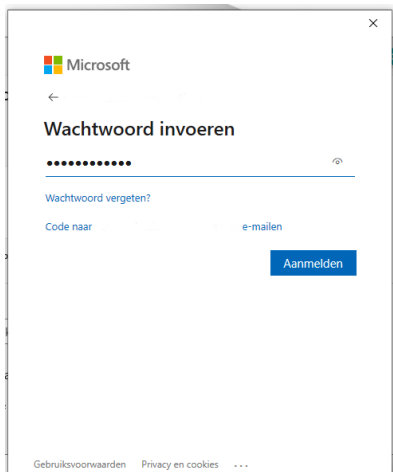 Microsoft
Wachtwoord invoeren
••••••••••••
Wachtwoord vergeten?
Code naar e-mailen
Aanmelden
Gebruiksvoorwaarden Privacy en cookies ...